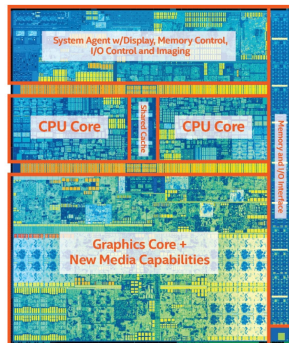 System Agent w/Display, Memory Control,
I/O Control and Imaging
CPU Core
Shared Cache
CPU Core
Memory and I/O Interface
Graphics Core +
New Media Capabilities